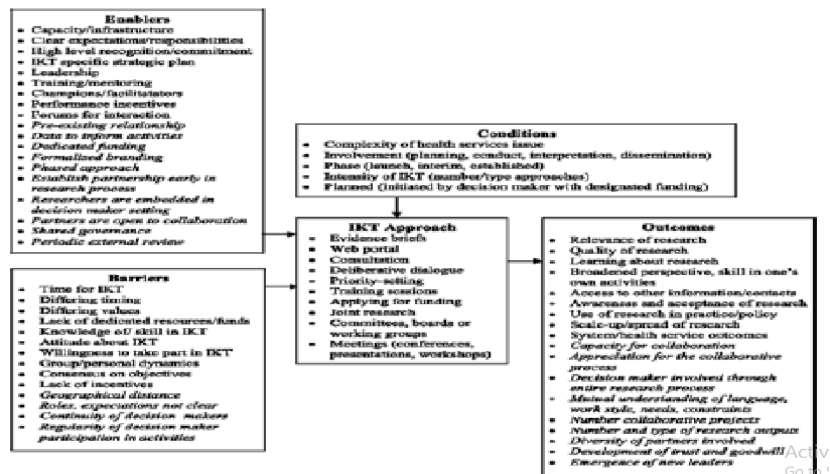 Enablers
• Capacity/infrastructure
• Clear expectations/responsibilities
• High level recognition/commitment
• IKT specific strategic plan
• Leadership
• Training/mentoring
• Champions/facilitatators
• Performance incentives
• Forums for interaction
• Pre-existing relationship
• Data to inform activities
• Dedicated funding
• Formalized branding
• Phased approach
• Establish partnership early in
research process
• Researchers are embedded in
decision maker setting
• Partners are open to collaboration
• Shared governance
• Periodic external review
Barriers
• Time for IKT
• Differing timing
• Differing values
• Lack of dedicated resources/funds
• Knowledge of/ skill in IKT
• Attitude about IKT
• Willingness to take part in IKT
• Group/personal dynamics
• Consensus on objectives
• Lack of incentives
• Geographical distance
• Roles, expectations not clear
• Continuity of decision makers
• Regularity of decision maker
participation in activities
Conditions
• Complexity of health services issue
• Involvement (planning, conduct, interpretation, dissemination)
• Phase (launch, interim, established)
• Intensity of IKT (number/type approaches)
• Planned (initiated by decision maker with designated funding)
IKT Approach
- Evidence briefs
• Web portal
• Consultation
- Deliberative dialogue
• Priority-setting
• Training sessions
• Applying for funding
• Joint research
• Committees, boards or
working groups
• Meetings (conferences,
presentations, workshops)
Outcomes
• Relevance of research
• Quality of research
• Learning about research
• Broadened perspective, skill in one's
own activities
• Access to other information/contacts
• Awareness and acceptance of research
• Use of research in practice/policy
• Scale-up/spread of research
• System/health service outcomes
• Capacity for collaboration
• Appreciation for the collaborative
process
• Decision maker involved through
entire research process
• Mutual understanding of language,
work style, needs, constraints
• Number collaborative projects
• Number and type of research outputs
• Diversity of partners involved
• Development of trust and goodwill
• Emergence of new leaders
Activ
Go to S